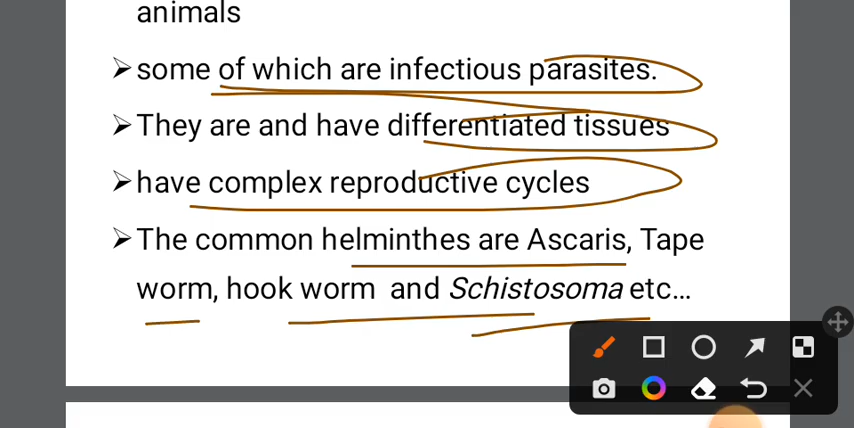 animals
➢some of which are infectious parasites.
➢They are and have differentiated tissues
➢have complex reproductive cycles
➢The common helminthes are Ascaris, Tape
worm, hook worm and Schistosoma etc...